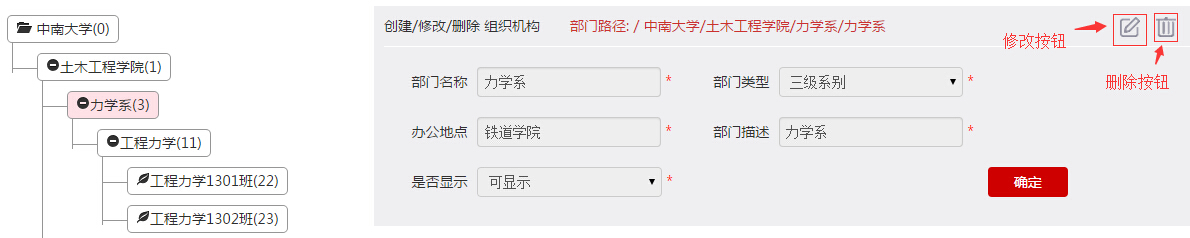 中南大学(0)
土木工程学院(1)
力学系(3)
工程力学(11)
工程力学1301班(22)
工程力学1302班(23)
创建/修改/删除 组织机构 部门路径: / 中南大学/土木工程学院/力学系/力学系
修改按钮
删除按钮
部门名称 力学系 * 部门类型 三级系别 *
办公地点 铁道学院 * 部门描述 力学系 *
是否显示 可显示 * 确定